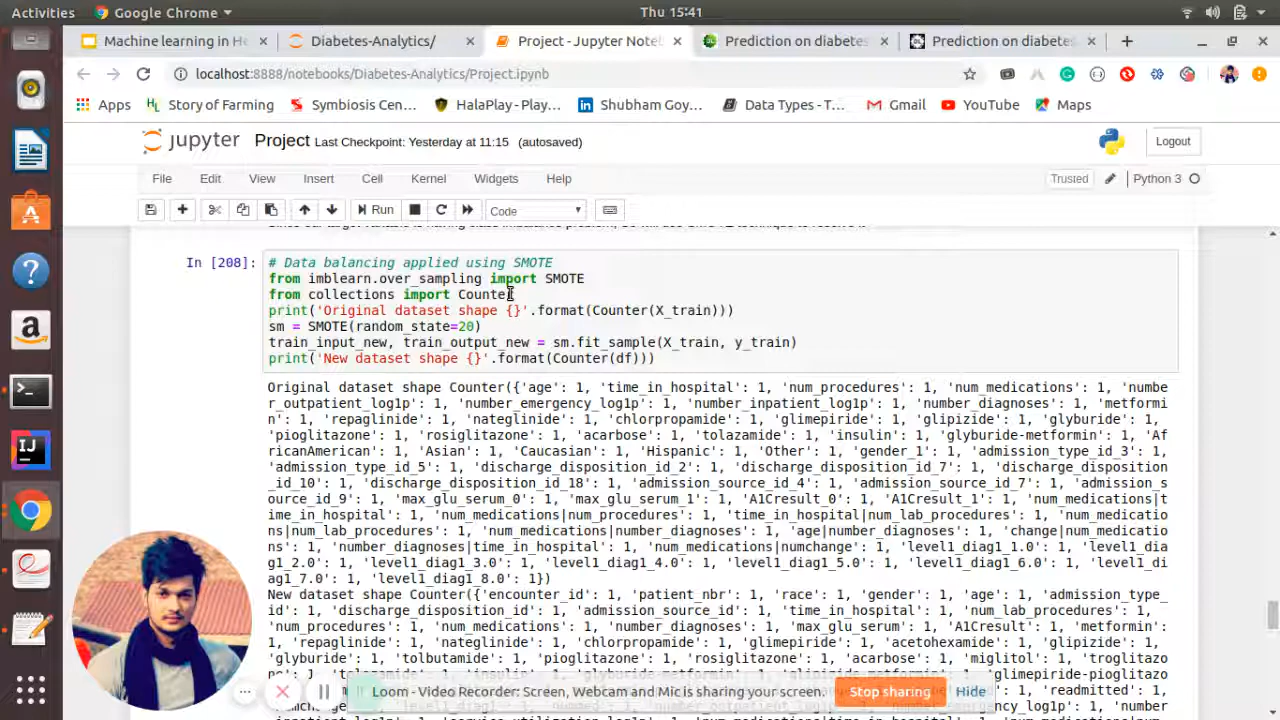 Activities Google Chrome Thu 15:41
Machine learning in He Diabetes-Analytics/ Project - Jupyter Note Prediction on diabetes Prediction on diabetes
localhost:8888/notebooks/Diabetes-Analytics/Project.ipynb
Apps Story of Farming Symbiosis Cen... HalaPlay - Play... Shubham Goy... Data Types - T... Gmail YouTube Maps
jupyter Project Last Checkpoint: Yesterday at 11:15 (autosaved) Logout
File Edit View Insert Cell Kernel Widgets Help Trusted Python 3
Run Code
In [208]:
# Data balancing applied using SMOTE
from imblearn.over_sampling import SMOTE
from collections import Counter
print('Original dataset shape {}'.format(Counter(X_train)))
sm = SMOTE(random_state=20)
train_input_new, train_output_new = sm.fit_sample(X_train, y_train)
print('New dataset shape {}'.format(Counter(df)))
Original dataset shape Counter({'age': 1, 'time_in_hospital': 1, 'num_procedures': 1, 'num_medications': 1, 'numbe
r_outpatient_log1p': 1, 'number_emergency_log1p': 1, 'number_inpatient_log1p': 1, 'number_diagnoses': 1, 'metformi
n': 1, 'repaglinide': 1, 'nateglinide': 1, 'chlorpropamide': 1, 'glimepiride': 1, 'glipizide': 1, 'glyburide': 1,
'pioglitazone': 1, 'rosiglitazone': 1, 'acarbose': 1, 'tolazamide': 1, 'insulin': 1, 'glyburide-metformin': 1, 'Af
ricanAmerican': 1, 'Asian': 1, 'Caucasian': 1, 'Hispanic': 1, 'Other': 1, 'gender_1': 1, 'admission_type_id_3': 1,
'admission_type_id_5': 1, 'discharge_disposition_id_2': 1, 'discharge_disposition_id_7': 1, 'discharge_disposition
_id_10': 1, 'discharge_disposition_id_18': 1, 'admission_source_id_4': 1, 'admission_source_id_7': 1, 'admission_s
ource_id_9': 1, 'max_glu_serum_0': 1, 'max_glu_serum_1': 1, 'A1Cresult_0': 1, 'A1Cresult_1': 1, 'num_medications|t
ime_in_hospital': 1, 'num_medications|num_procedures': 1, 'time_in_hospital|num_lab_procedures': 1, 'num_medicatio
ns|num_lab_procedures': 1, 'num_medications|number_diagnoses': 1, 'age|number_diagnoses': 1, 'change|num_medicatio
ns': 1, 'number_diagnoses|time_in_hospital': 1, 'num_medications|numchange': 1, 'level1_diag1_1.0': 1, 'level1_dia
g1_2.0': 1, 'level1_diag1_3.0': 1, 'level1_diag1_4.0': 1, 'level1_diag1_5.0': 1, 'level1_diag1_6.0': 1, 'level1_di
ag1_7.0': 1, 'level1_diag1_8.0': 1})
New dataset shape Counter({'encounter_id': 1, 'patient_nbr': 1, 'race': 1, 'gender': 1, 'age': 1, 'admission_type_
id': 1, 'discharge_disposition_id': 1, 'admission_source_id': 1, 'time_in_hospital': 1, 'num_lab_procedures': 1,
'num_procedures': 1, 'num_medications': 1, 'number_diagnoses': 1, 'max_glu_serum': 1, 'A1Cresult': 1, 'metformin':
1, 'repaglinide': 1, 'nateglinide': 1, 'chlorpropamide': 1, 'glimepiride': 1, 'acetohexamide': 1, 'glipizide': 1,
'glyburide': 1, 'tolbutamide': 1, 'pioglitazone': 1, 'rosiglitazone': 1, 'acarbose': 1, 'miglitol': 1, 'troglitazo
Loom - Video Recorder: Screen, Webcam and Mic is sharing your screen. Stop sharing Hide